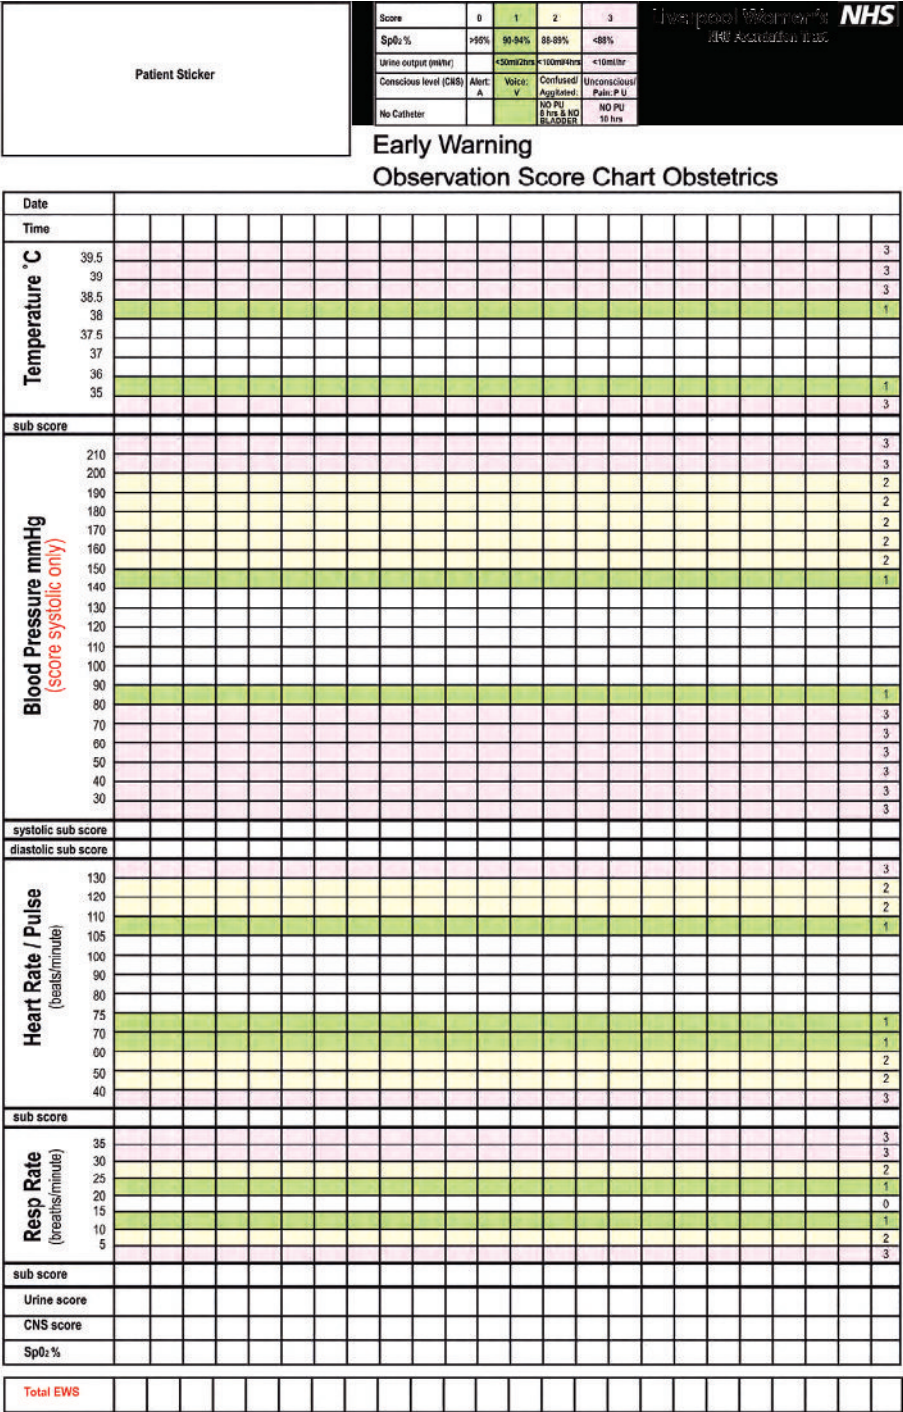 Patient Sticker
Score 0 1 2 3
Sp0₂ % >95% 90-94% 88-89% <88%
Urine output (ml/hr) <50ml/2hrs <100ml/4hrs <10ml/hr
Conscious level (CNS) Alert: A Voice: V Confused/ Aggitated: Unconscious/ Pain: P U
No Catheter NO PU 8 hrs & NO BLADDER NO PU 10 hrs
Liverpool Women's NHS
NHS Foundation Trust
Early Warning
Observation Score Chart Obstetrics
Date
Time
Temperature °C
39.5 3
39 3
38.5 3
38 1
37.5
37
36
35 1
3
sub score
Blood Pressure mmHg
(score systolic only)
3
210 3
200 2
190 2
180 2
170 2
160 2
150 1
140
130
120
110
100
90 1
80 3
70 3
60 3
50 3
40 3
30 3
systolic sub score
diastolic sub score
Heart Rate / Pulse
(beats/minute)
3
130 2
120 2
110 1
105
100
90
80
75 1
70 1
60 2
50 2
40 3
sub score
Resp Rate
(breaths/minute)
3
35 3
30 2
25 1
20 0
15 1
10 2
5 3
sub score
Urine score
CNS score
Sp0₂ %
Total EWS